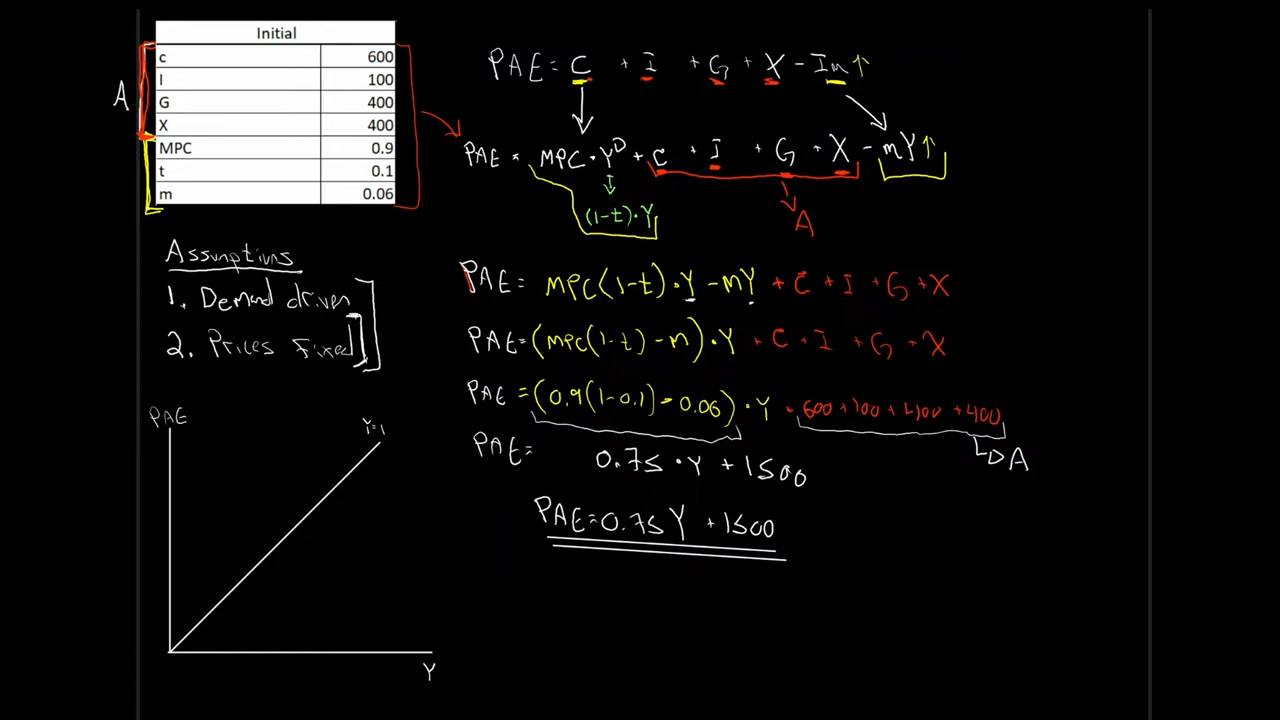 Initial
c 600
I 100
G 400
X 400
MPC 0.9
t 0.1
m 0.06
A
PAE = C + I + G + X - Im ↑
PAE = MPC · Y^D + c + I + G + X - mY ↑
(1-t)·Y
A
Assumptions
1. Demand driven
2. Prices fixed
PAE = MPC(1-t)·Y - mY + C + I + G + X
PAE = (MPC(1-t) - m)·Y + C + I + G + X
PAE = (0.9(1-0.1) - 0.06)·Y + 600 + 100 + 400 + 400
A
PAE = 0.75·Y + 1500
PAE = 0.75Y + 1500
PAE
Y=1
Y